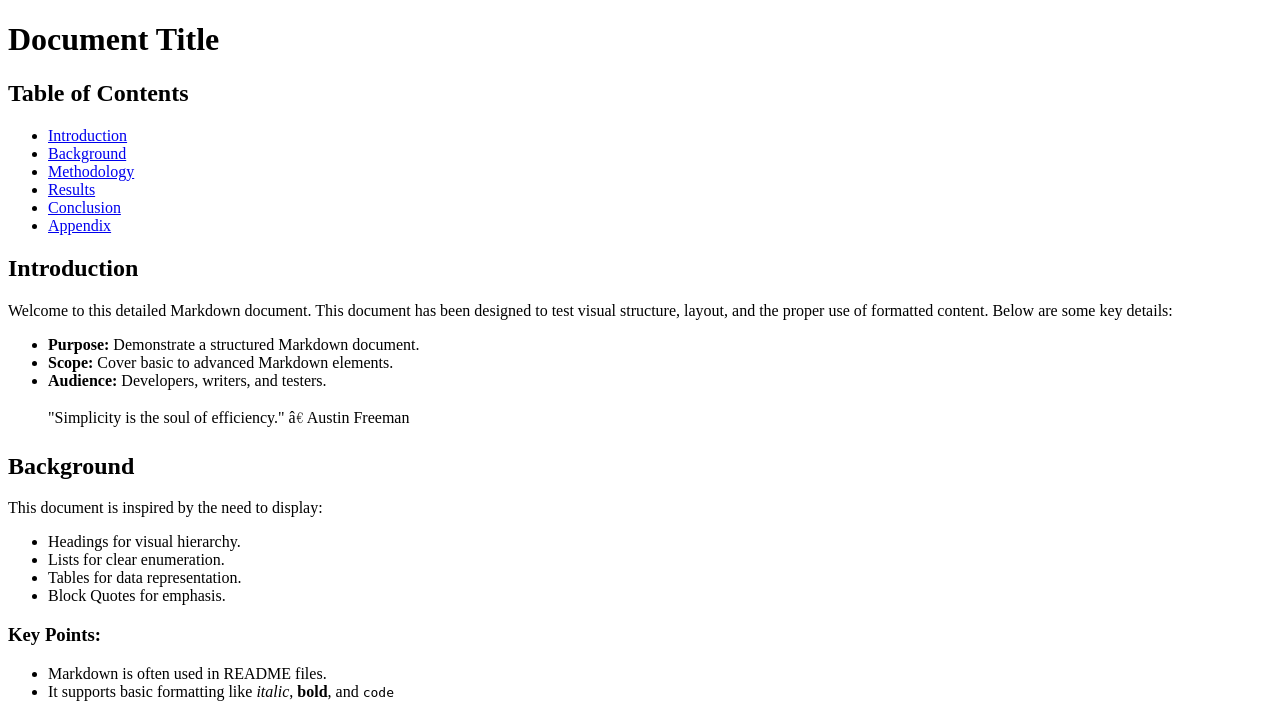 Document Title
Table of Contents
Introduction
Background
Methodology
Results
Conclusion
Appendix
Introduction
Welcome to this detailed Markdown document. This document has been designed to test visual structure, layout, and the proper use of formatted content. Below are some key details:
Purpose: Demonstrate a structured Markdown document.
Scope: Cover basic to advanced Markdown elements.
Audience: Developers, writers, and testers.
"Simplicity is the soul of efficiency." â€ Austin Freeman
Background
This document is inspired by the need to display:
Headings for visual hierarchy.
Lists for clear enumeration.
Tables for data representation.
Block Quotes for emphasis.
Key Points:
Markdown is often used in README files.
It supports basic formatting like italic, bold, and code